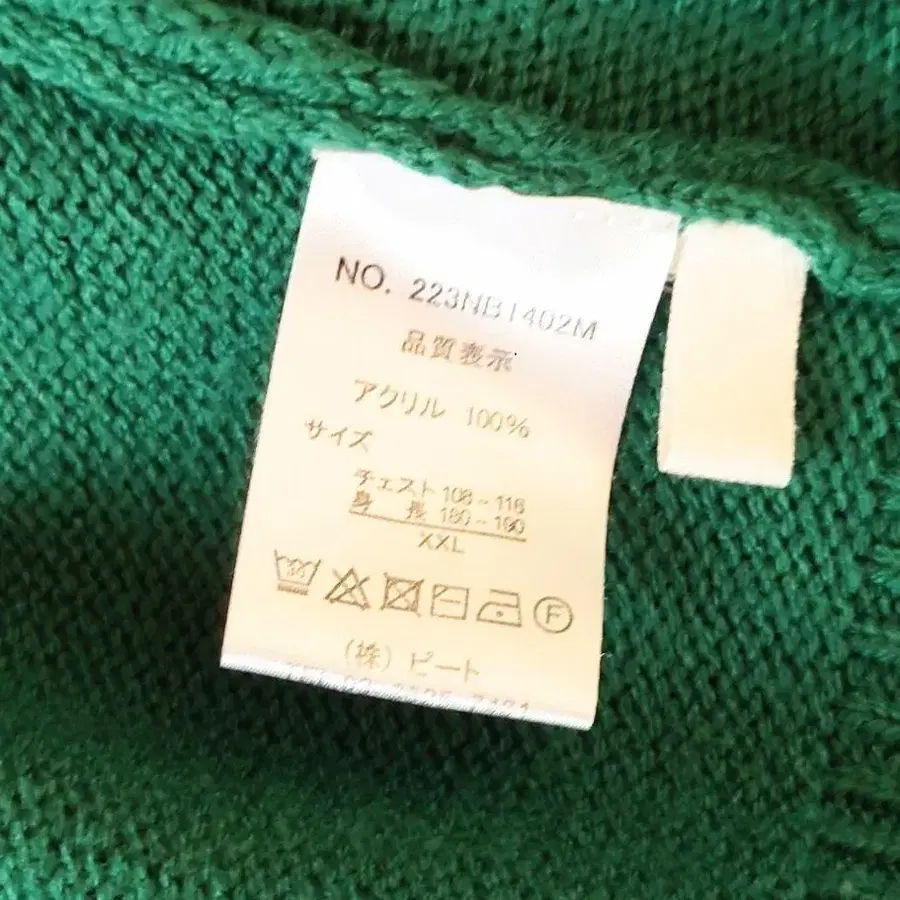 NO. 223NB1402M
品質表示
アクリル 100%
サイズ
チェスト 108～116
身 長 180～190
XXL
30
F
(株)ピート